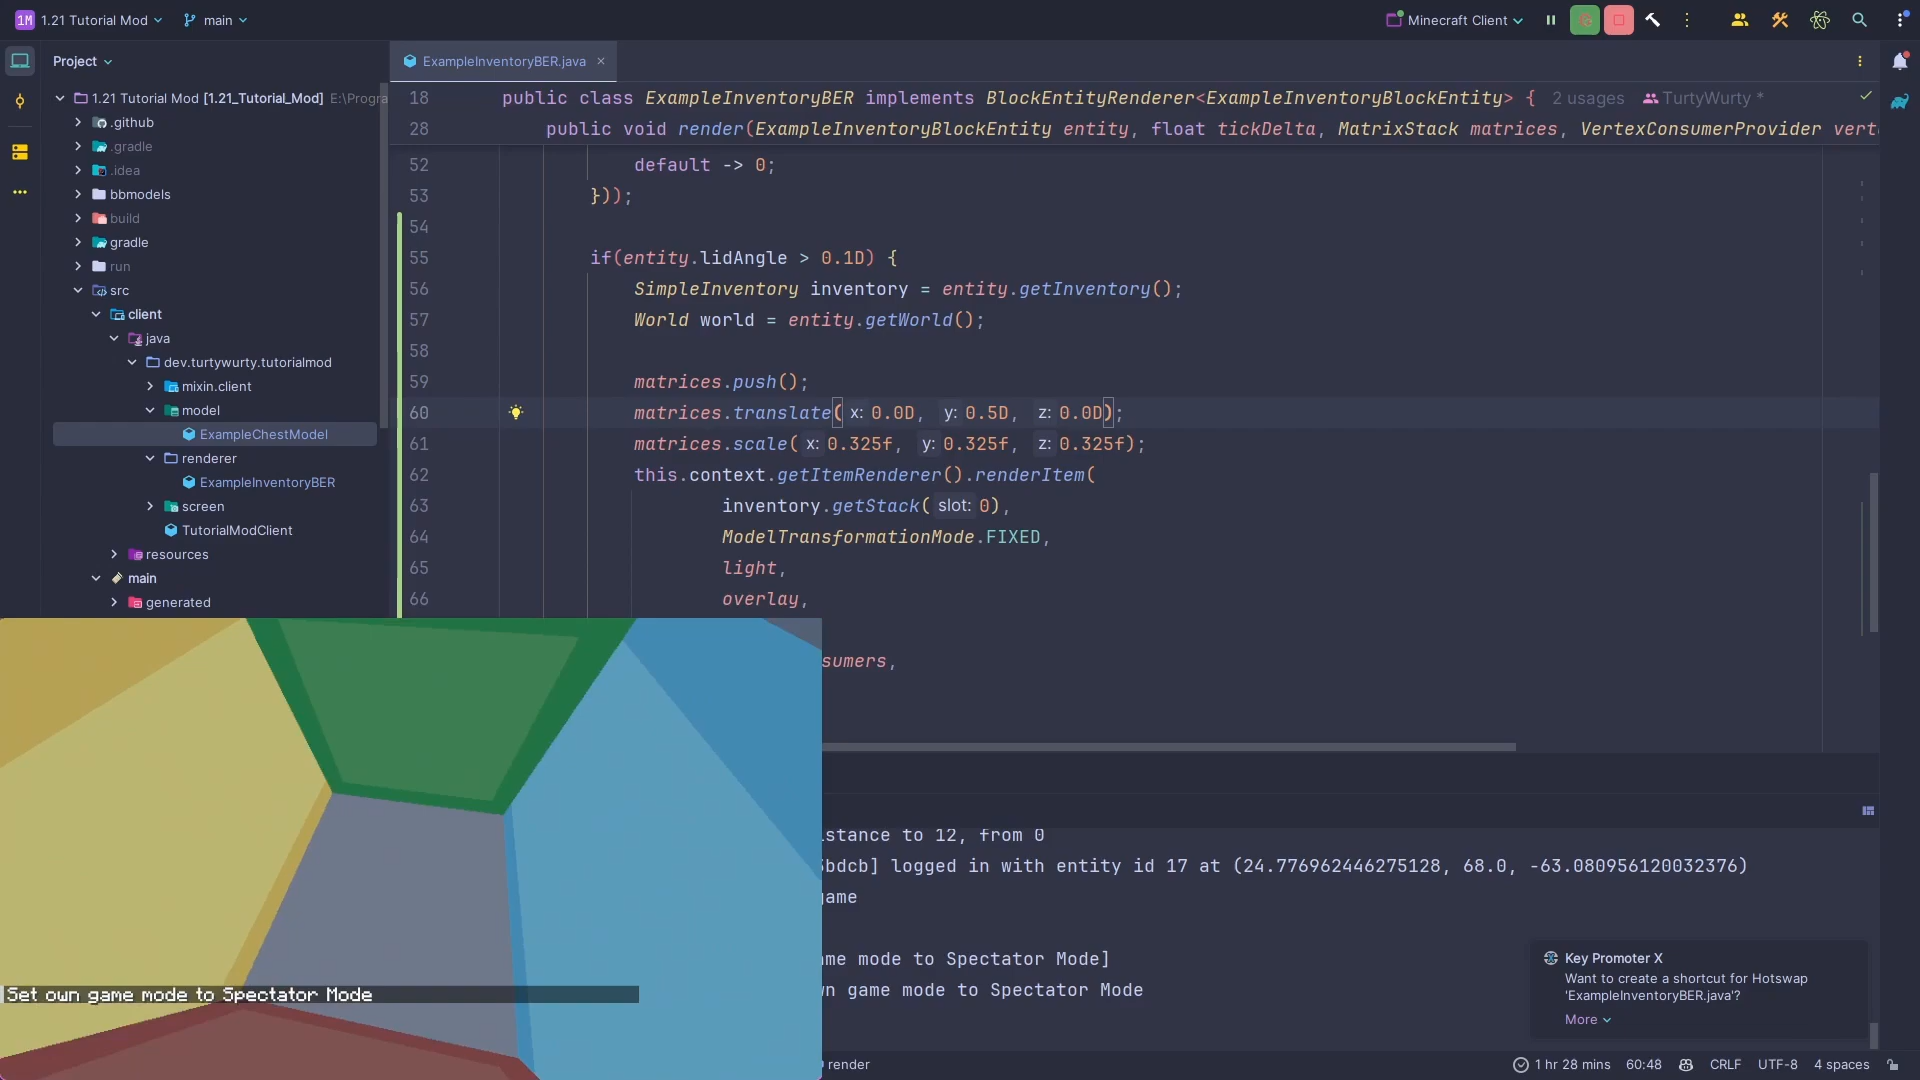 1M 1.21 Tutorial Mod main Minecraft Client
Project
ExampleInventoryBER.java
1.21 Tutorial Mod [1.21_Tutorial_Mod] E:\Progra
.github
.gradle
.idea
bbmodels
build
gradle
run
src
client
java
dev.turtywurty.tutorialmod
mixin.client
model
ExampleChestModel
renderer
ExampleInventoryBER
screen
TutorialModClient
resources
main
generated
18 public class ExampleInventoryBER implements BlockEntityRenderer<ExampleInventoryBlockEntity> { 2 usages TurtyWurty *
28 public void render(ExampleInventoryBlockEntity entity, float tickDelta, MatrixStack matrices, VertexConsumerProvider verte
52 default -> 0;
53 }));
54
55 if(entity.lidAngle > 0.1D) {
56 SimpleInventory inventory = entity.getInventory();
57 World world = entity.getWorld();
58
59 matrices.push();
60 matrices.translate( x: 0.0D, y: 0.5D, z: 0.0D);
61 matrices.scale( x: 0.325f, y: 0.325f, z: 0.325f);
62 this.context.getItemRenderer().renderItem(
63 inventory.getStack( slot: 0),
64 ModelTransformationMode.FIXED,
65 light,
66 overlay,
sumers,
stance to 12, from 0
bdcb] logged in with entity id 17 at (24.776962446275128, 68.0, -63.080956120032376)
ame
me mode to Spectator Mode]
n game mode to Spectator Mode
Set own game mode to Spectator Mode
Key Promoter X
Want to create a shortcut for Hotswap
'ExampleInventoryBER.java'?
More
render 1 hr 28 mins 60:48 CRLF UTF-8 4 spaces